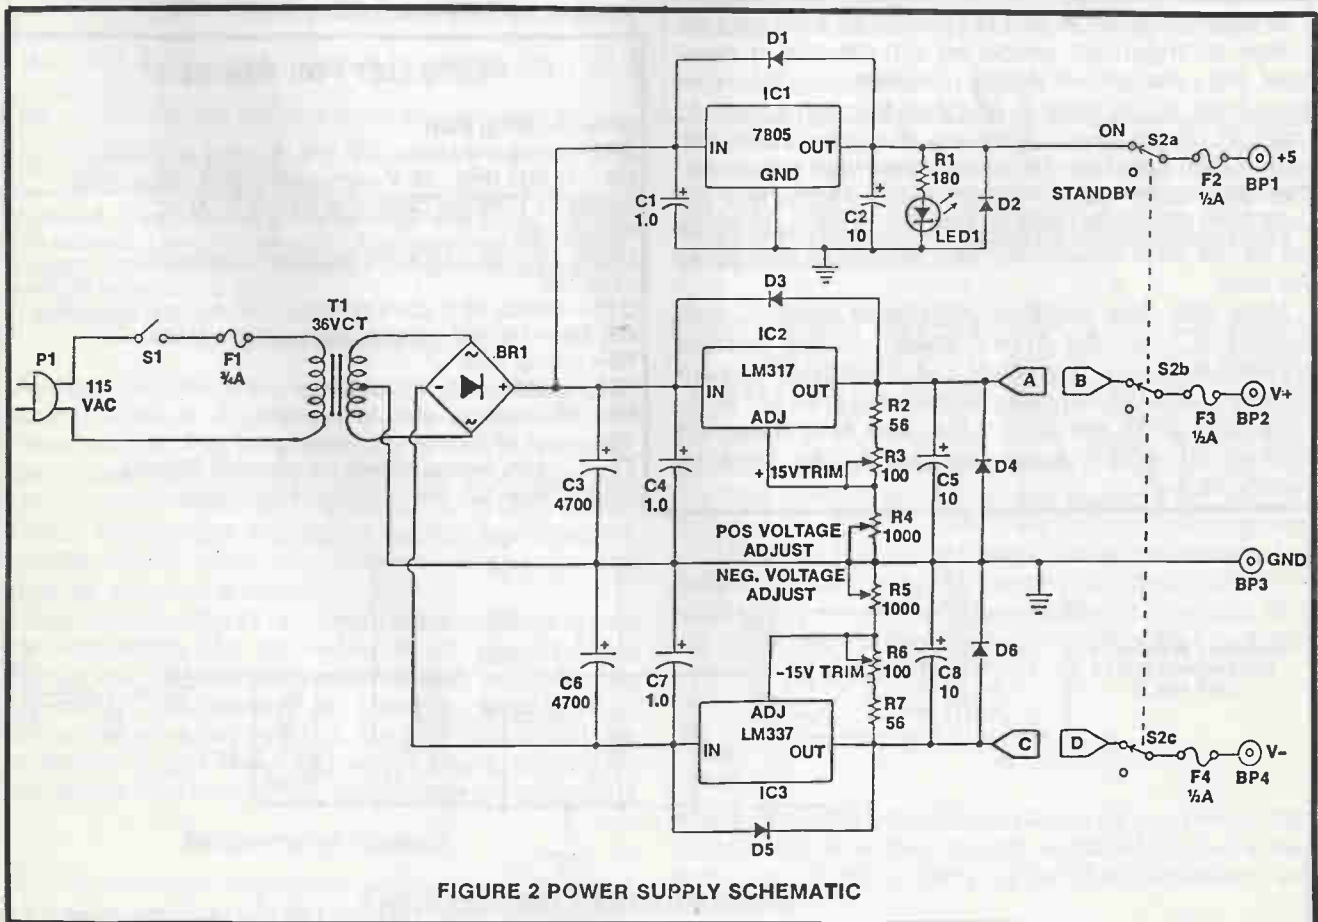 D1
IC1
7805
IN
OUT
GND
C1
1.0
+
C2
10
+
R1
180
LED1
D2
ON
S2a
STANDBY
F2
½A
+5
BP1
T1
36VCT
P1
115
VAC
S1
F1
¾A
BR1
~
-
+
~
D3
IC2
LM317
IN
OUT
ADJ
R2
56
R3
100
+ 15VTRIM
R4
1000
POS VOLTAGE
ADJUST
C3
4700
+
C4
1.0
+
C5
10
+
D4
A
B
S2b
F3
½A
V+
BP2
NEG. VOLTAGE
ADJUST
R5
1000
GND
BP3
C6
4700
+
C7
1.0
+
-15V TRIM
R6
100
R7
56
C8
10
+
D6
ADJ
LM337
IN
OUT
IC3
D5
C
D
S2c
F4
½A
V-
BP4
FIGURE 2 POWER SUPPLY SCHEMATIC